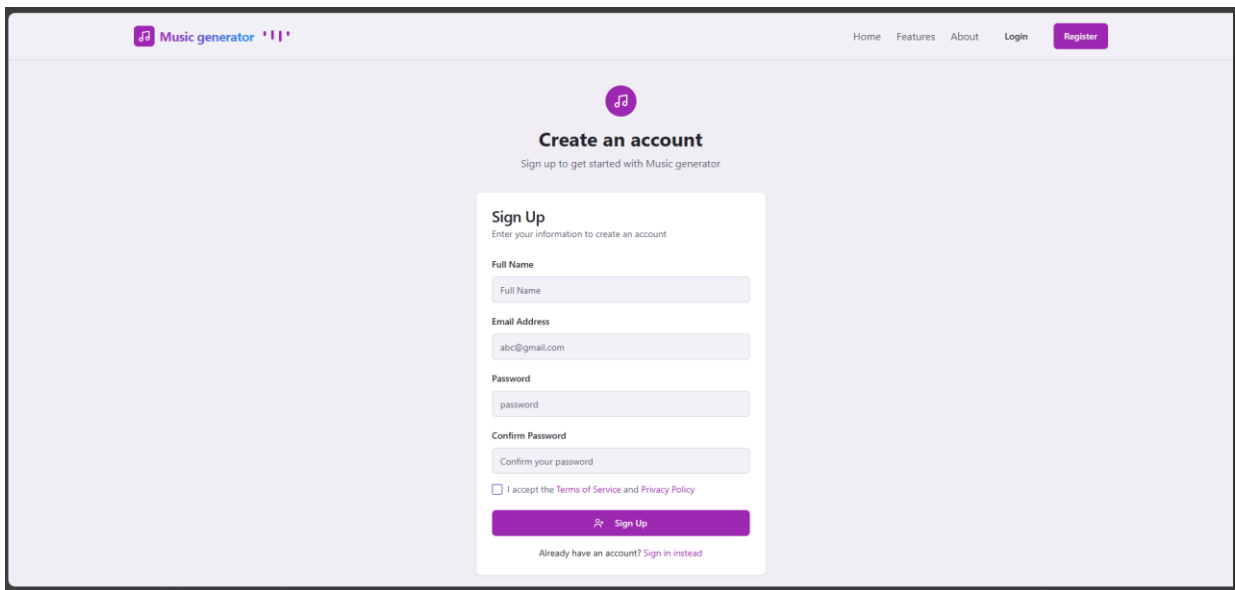 Music generator
Home Features About Login Register
Create an account
Sign up to get started with Music generator
Sign Up
Enter your information to create an account
Full Name
Full Name
Email Address
abc@gmail.com
Password
password
Confirm Password
Confirm your password
I accept the Terms of Service and Privacy Policy
Sign Up
Already have an account? Sign in instead